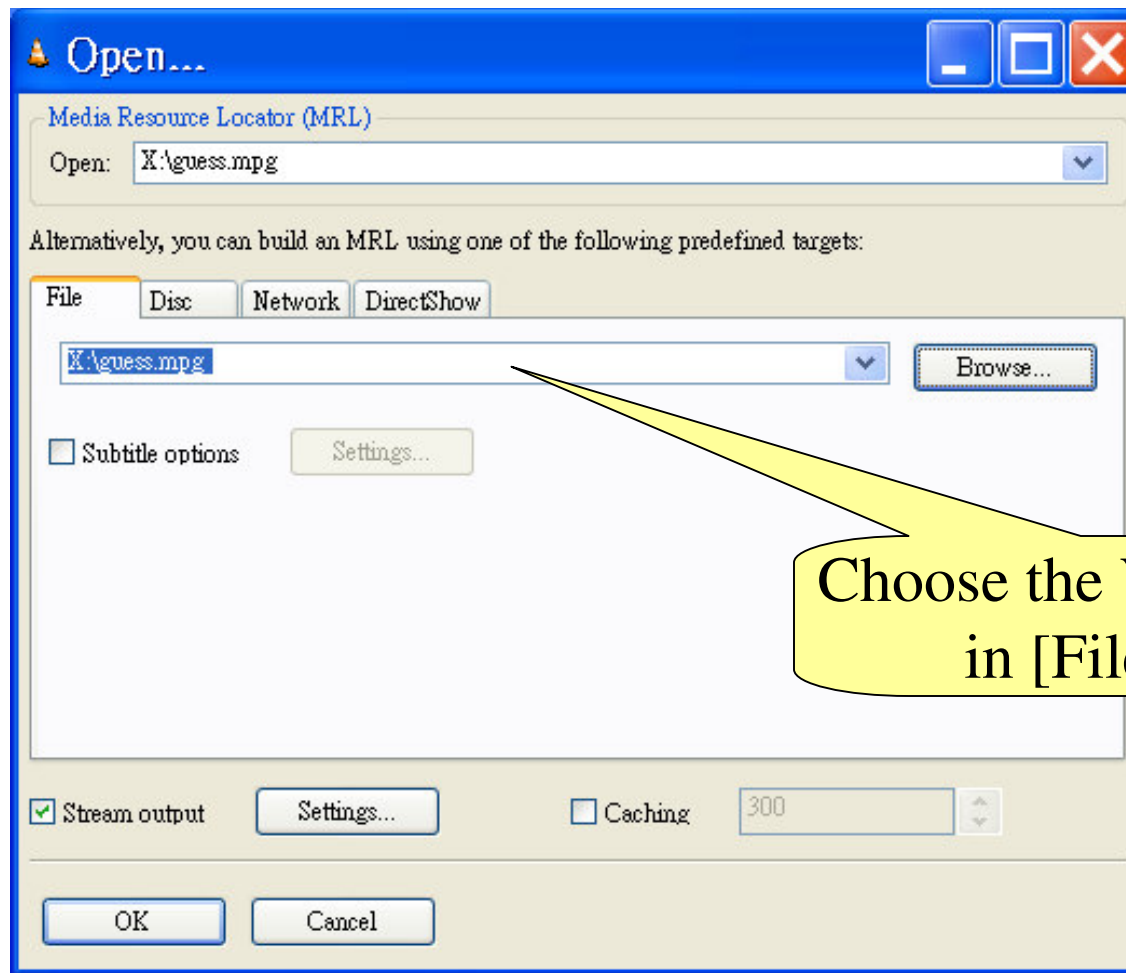 Open...
Media Resource Locator (MRL)
Open: X:\guess.mpg
Alternatively, you can build an MRL using one of the following predefined targets:
File Disc Network DirectShow
X:\guess.mpg Browse...
Subtitle options Settings...
Choose the
in [File
Stream output Settings... Caching 300
OK Cancel